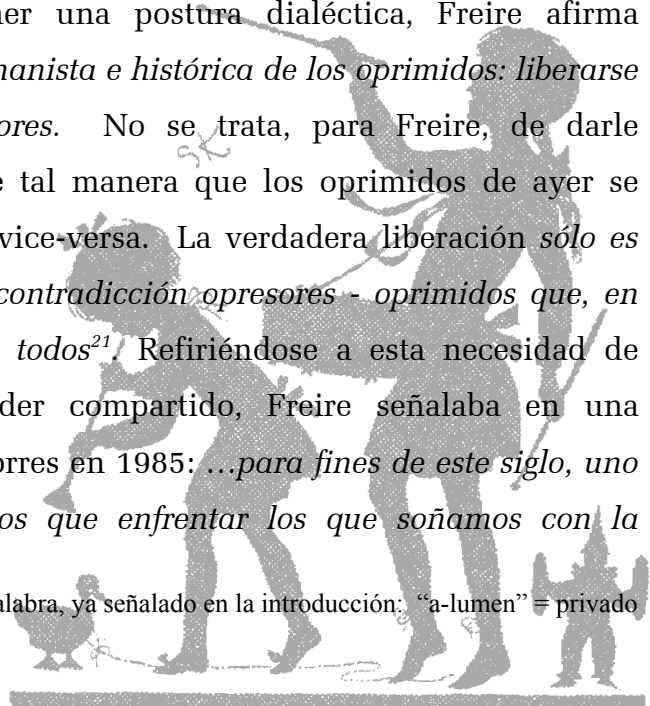 ner una postura dialéctica, Freire afirma
nanista e histórica de los oprimidos: liberarse
ores. No se trata, para Freire, de darle
e tal manera que los oprimidos de ayer se
vice-versa. La verdadera liberación sólo es
contradicción opresores - oprimidos que, en
todos21. Refiriéndose a esta necesidad de
der compartido, Freire señalaba en una
orres en 1985: …para fines de este siglo, uno
os que enfrentar los que soñamos con la
alabra, ya señalado en la introducción: “a-lumen” = privado